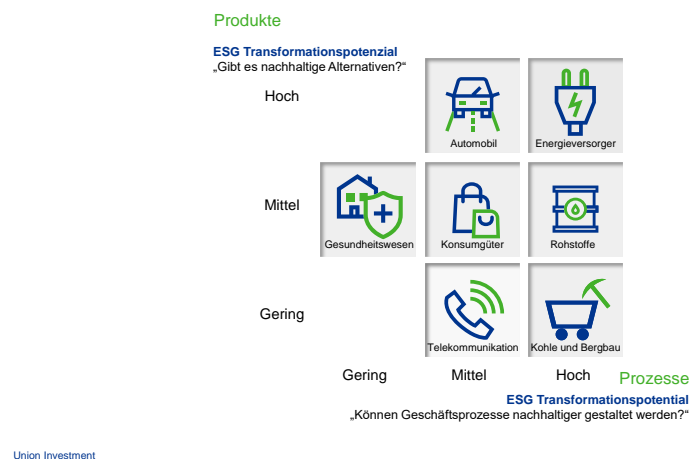 Produkte
ESG Transformationspotenzial
„Gibt es nachhaltige Alternativen?“
Hoch
Automobil
Energieversorger
Mittel
Gesundheitswesen
Konsumgüter
Rohstoffe
Gering
Telekommunikation
Kohle und Bergbau
Gering
Mittel
Hoch
Prozesse
ESG Transformationspotential
„Können Geschäftsprozesse nachhaltiger gestaltet werden?“
Union Investment